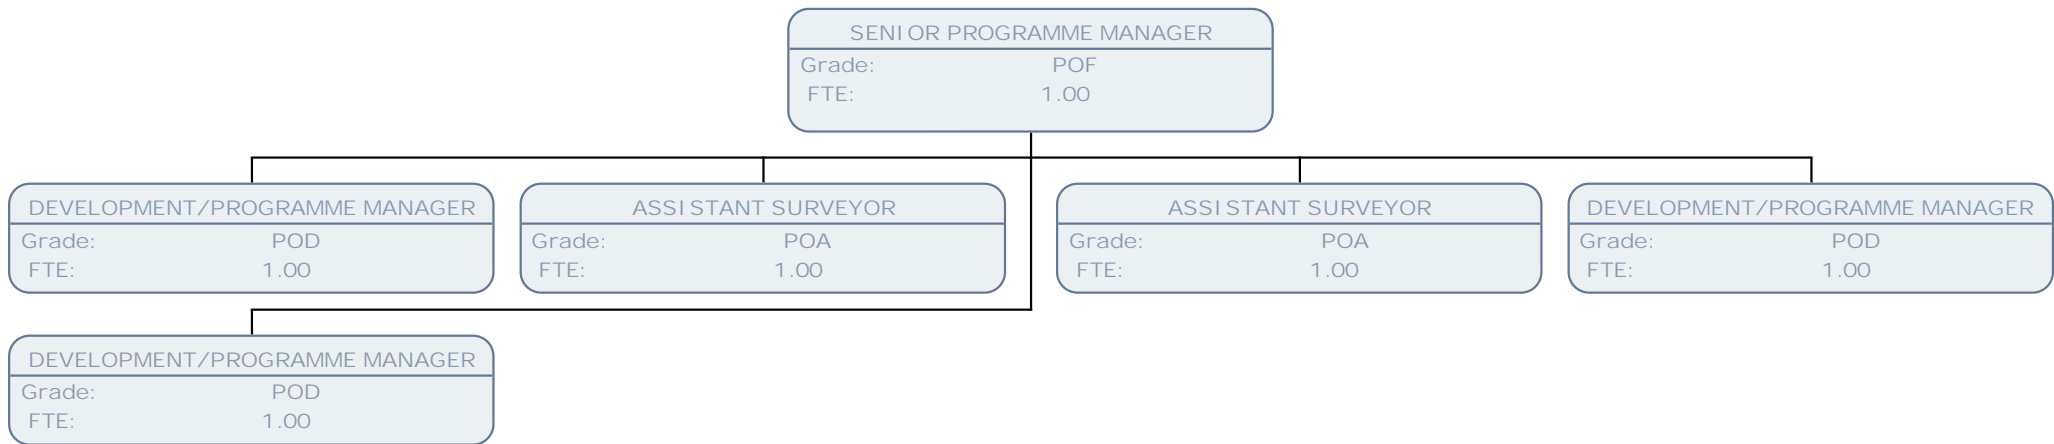 SENIOR PROGRAMME MANAGER
Grade: POF
FTE: 1.00
DEVELOPMENT/PROGRAMME MANAGER
Grade: POD
FTE: 1.00
ASSISTANT SURVEYOR
Grade: POA
FTE: 1.00
ASSISTANT SURVEYOR
Grade: POA
FTE: 1.00
DEVELOPMENT/PROGRAMME MANAGER
Grade: POD
FTE: 1.00
DEVELOPMENT/PROGRAMME MANAGER
Grade: POD
FTE: 1.00